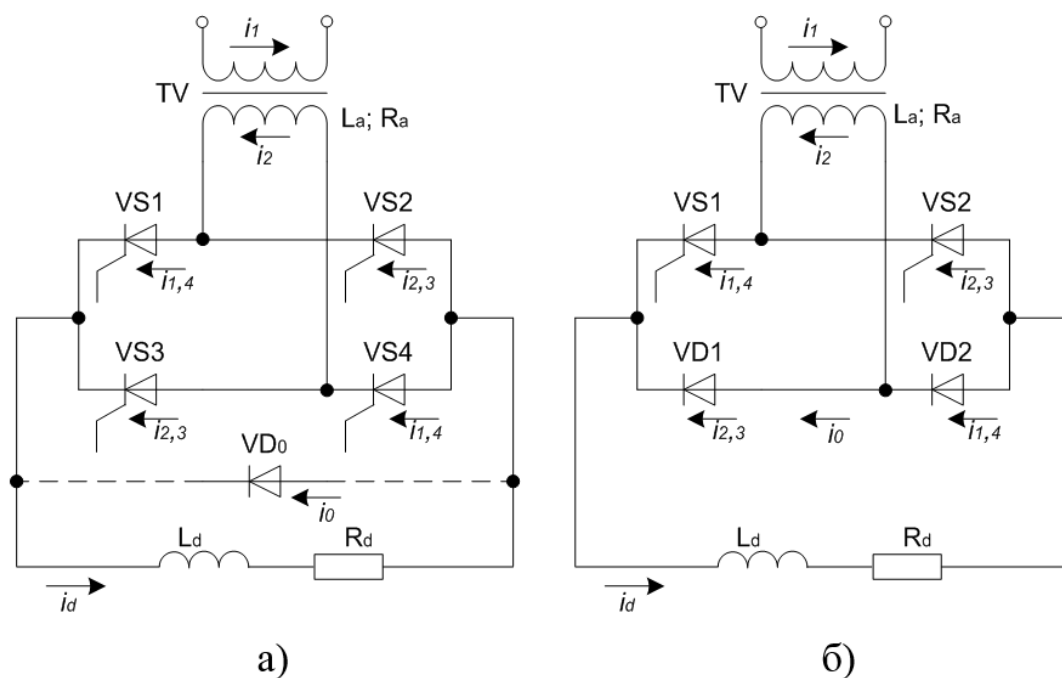 i1
i1
TV
La; Ra
TV
La; Ra
i2
i2
VS1
VS2
VS1
VS2
i1,4
i2,3
i1,4
i2,3
VS3
VS4
VD1
VD2
i2,3
i1,4
i2,3
i0
i1,4
VD0
i0
Ld
Rd
Ld
Rd
id
id
а)
б)